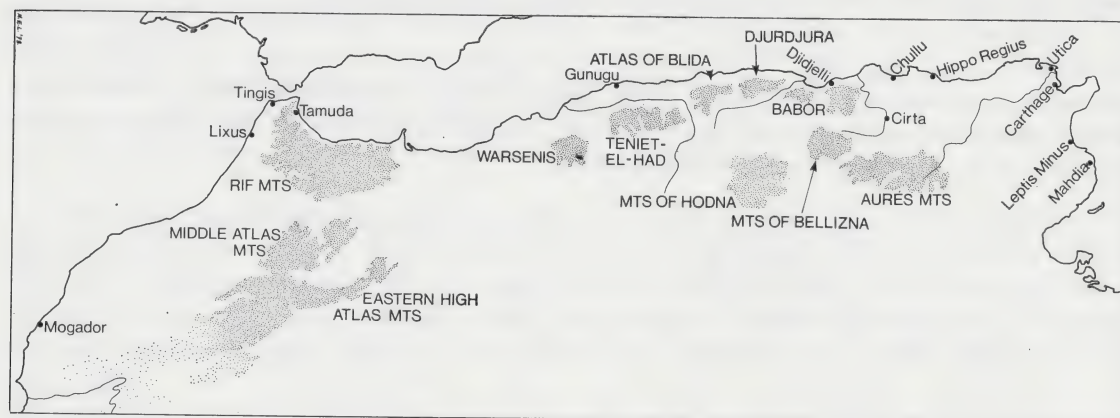 K.E.L. '78
DJURDJURA
ATLAS OF BLIDA
Gunugu
Djidjelli
Chullu
Hippo Regius
Utica
Carthage
Tingis
Tamuda
Lixus
BABOR
Cirta
WARSENIS
TENIET-
EL-HAD
RIF MTS
MTS OF HODNA
MTS OF BELLIZNA
AURES MTS
Leptis Minus
Mahdia
MIDDLE ATLAS
MTS
EASTERN HIGH
ATLAS MTS
Mogador